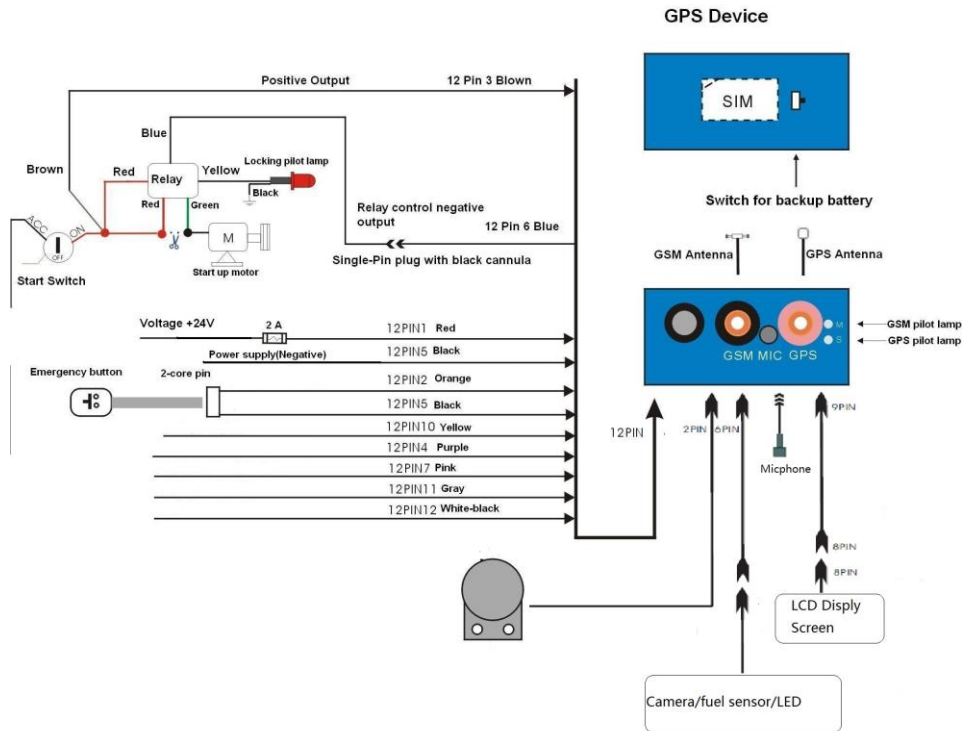 GPS Device
Positive Output
12 Pin 3 Blown
SIM
Blue
Brown
Red
Relay
Yellow
Locking pilot lamp
Black
Red
Green
ACC
ON
OFF
M
Start Switch
Start up motor
Relay control negative
output
12 Pin 6 Blue
Single-Pin plug with black cannula
Switch for backup battery
GSM Antenna
GPS Antenna
M
S
GSM MIC GPS
GSM pilot lamp
GPS pilot lamp
Voltage +24V
2 A
12PIN1 Red
Power supply(Negative)
12PIN5 Black
Emergency button
2-core pin
12PIN2 Orange
12PIN5 Black
12PIN10 Yellow
12PIN4 Purple
12PIN7 Pink
12PIN11 Gray
12PIN12 White-black
12PIN
2PIN
6PIN
9PIN
Micphone
8PIN
8PIN
LCD Disply
Screen
Camera/fuel sensor/LED